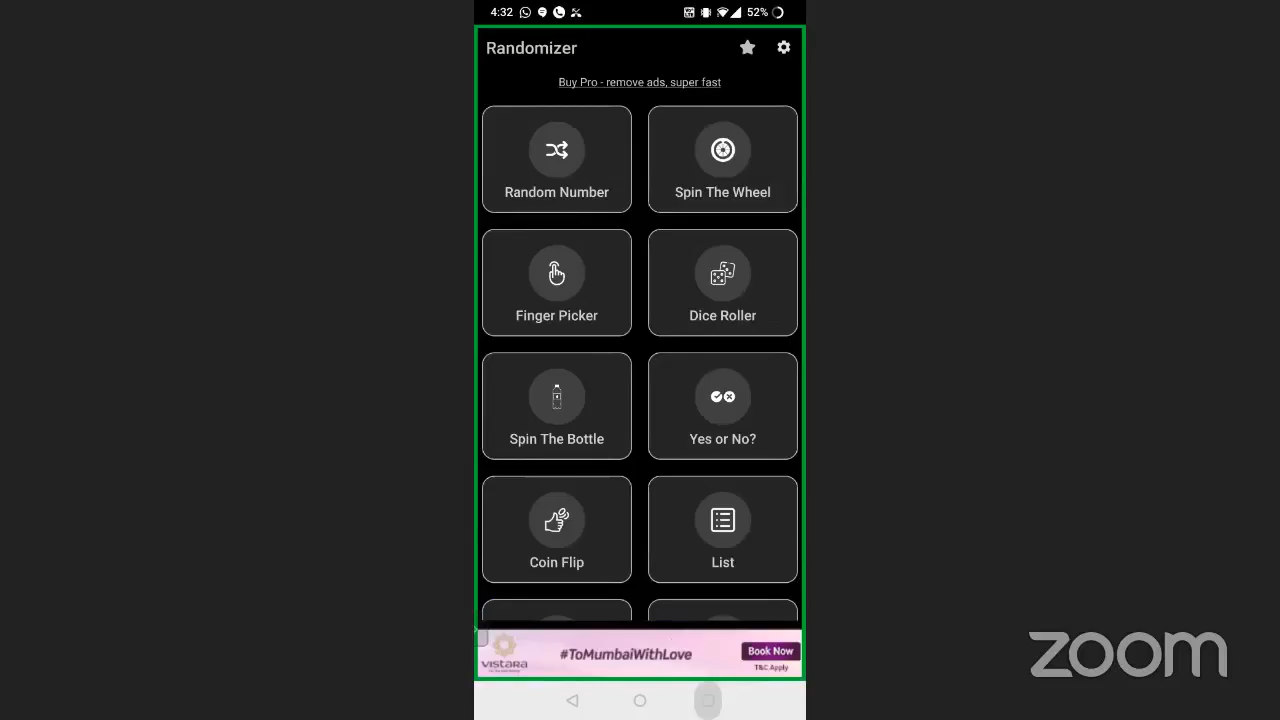 4:32
52%
Randomizer
Buy Pro - remove ads, super fast
Random Number
Spin The Wheel
Finger Picker
Dice Roller
Spin The Bottle
Yes or No?
Coin Flip
List
VISTARA
#ToMumbaiWithLove
Book Now
T&C Apply
zoom